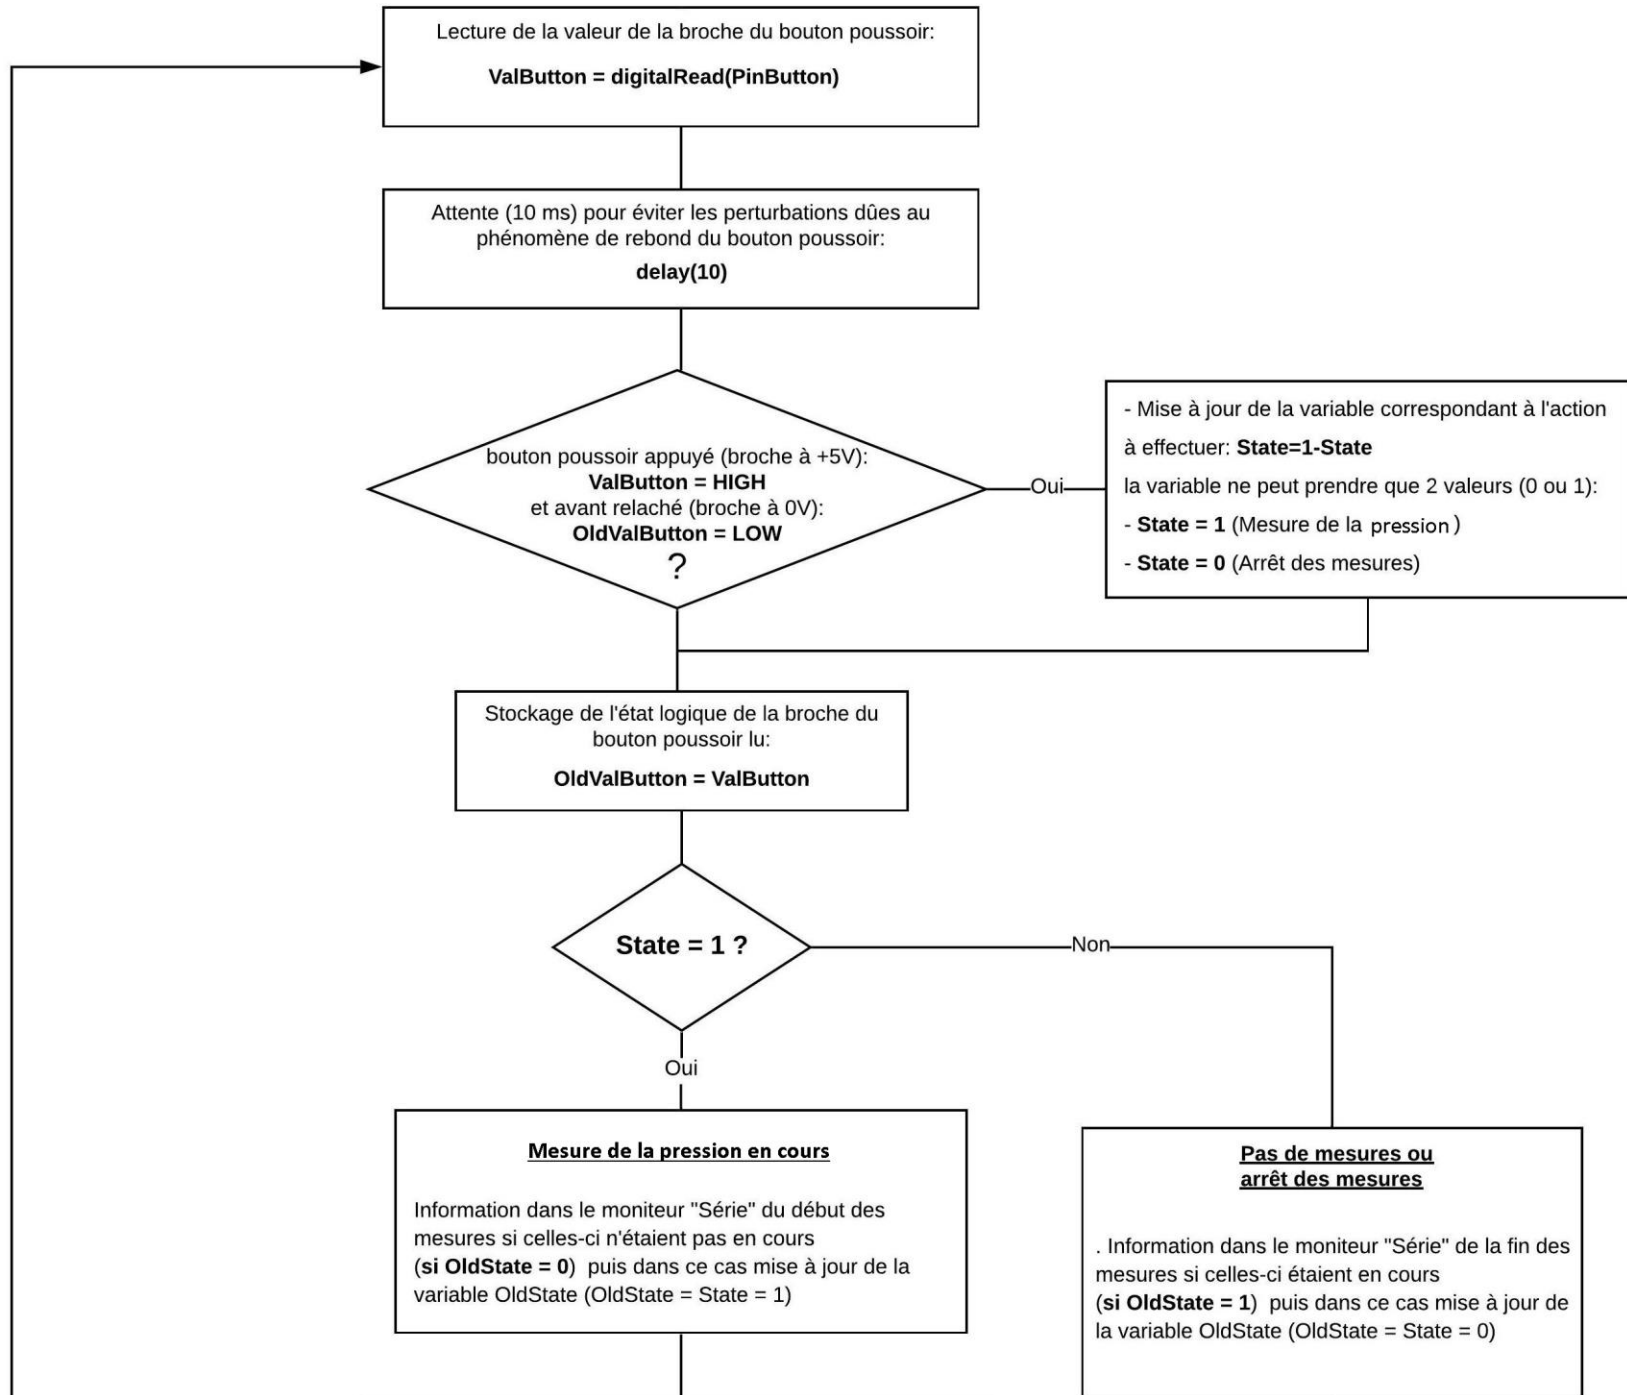 Lecture de la valeur de la broche du bouton poussoir:
ValButton = digitalRead(PinButton)
Attente (10 ms) pour éviter les perturbations dûes au
phénomène de rebond du bouton poussoir:
delay(10)
bouton poussoir appuyé (broche à +5V):
ValButton = HIGH
et avant relaché (broche à 0V):
OldValButton = LOW
?
Oui
- Mise à jour de la variable correspondant à l'action
à effectuer: State=1-State
la variable ne peut prendre que 2 valeurs (0 ou 1):
- State = 1 (Mesure de la pression)
- State = 0 (Arrêt des mesures)
Stockage de l'état logique de la broche du
bouton poussoir lu:
OldValButton = ValButton
State = 1 ?
Non
Oui
Mesure de la pression en cours
Information dans le moniteur "Série" du début des
mesures si celles-ci n'étaient pas en cours
(si OldState = 0) puis dans ce cas mise à jour de la
variable OldState (OldState = State = 1)
Pas de mesures ou
arrêt des mesures
. Information dans le moniteur "Série" de la fin des
mesures si celles-ci étaient en cours
(si OldState = 1) puis dans ce cas mise à jour de
la variable OldState (OldState = State = 0)